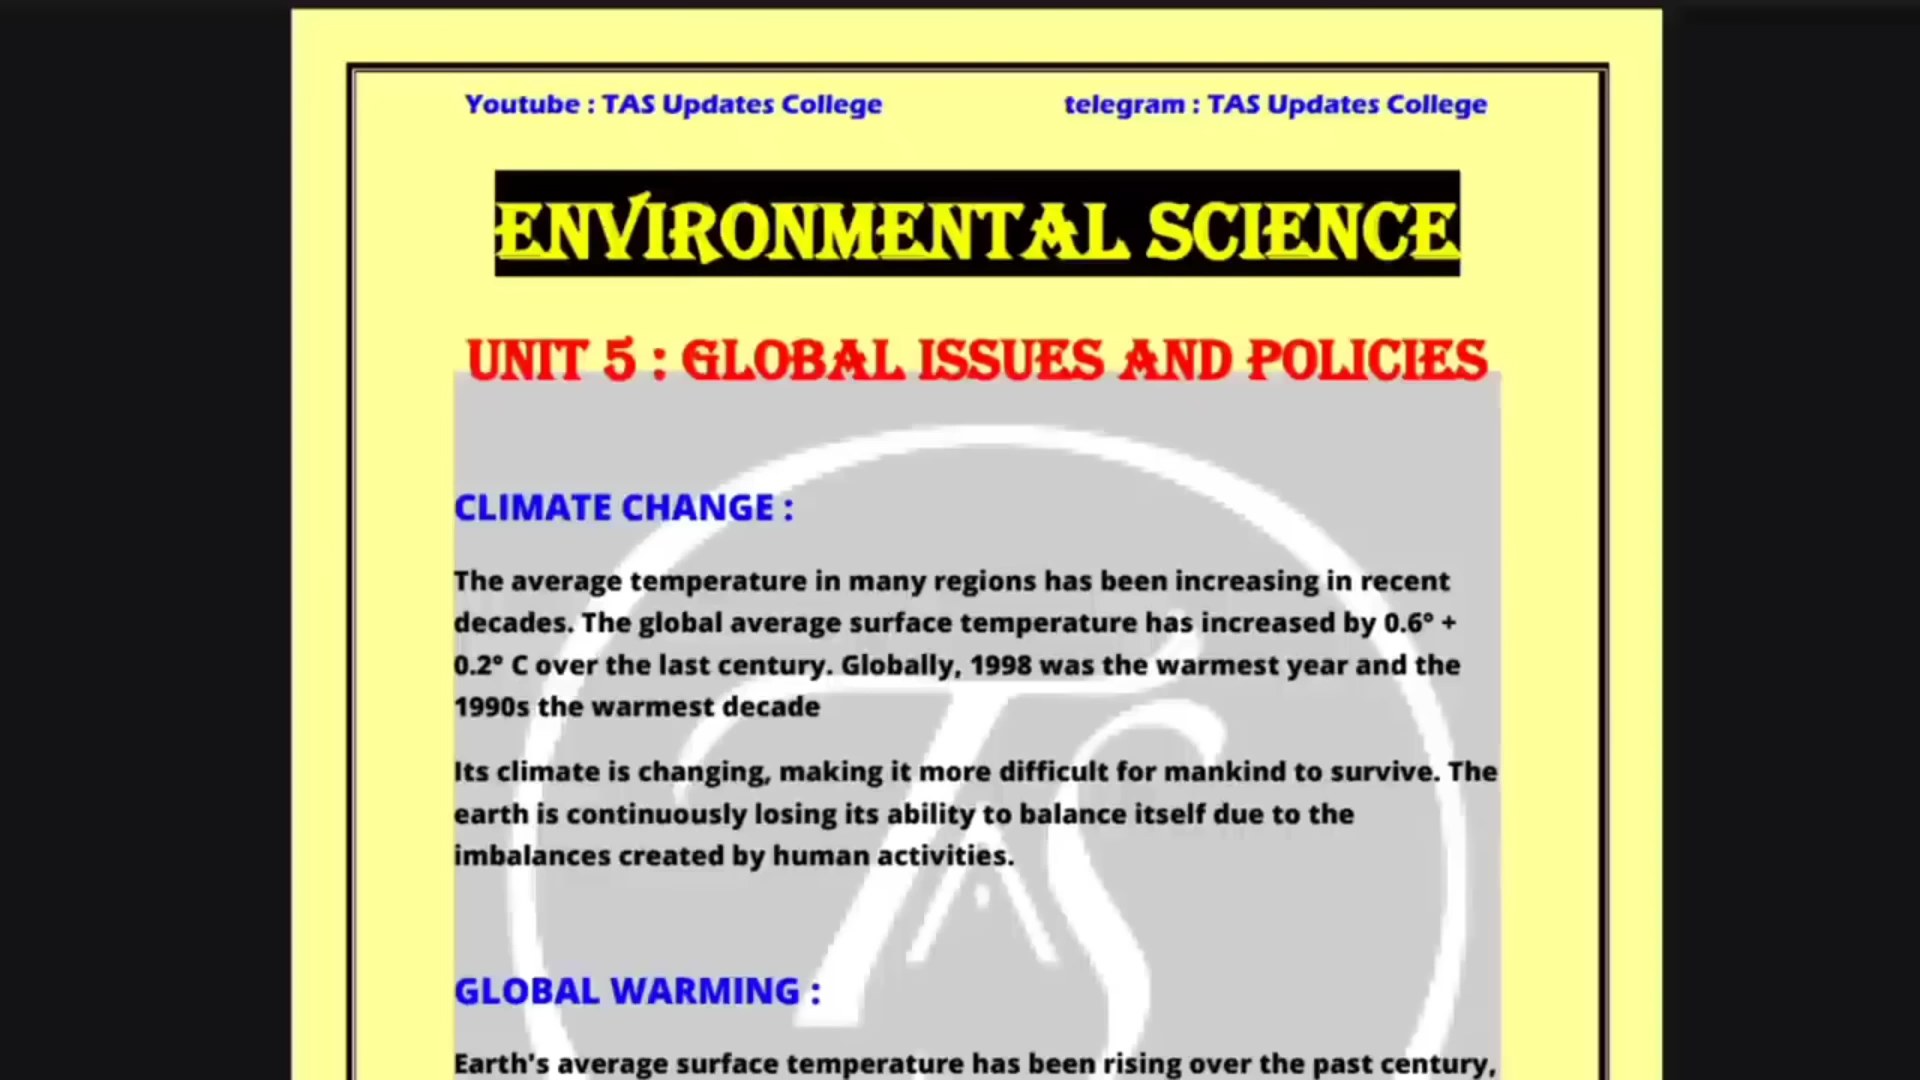 Youtube : TAS Updates College telegram : TAS Updates College
ENVIRONMENTAL SCIENCE
UNIT 5 : GLOBAL ISSUES AND POLICIES
CLIMATE CHANGE :
The average temperature in many regions has been increasing in recent
decades. The global average surface temperature has increased by 0.6° +
0.2° C over the last century. Globally, 1998 was the warmest year and the
1990s the warmest decade
Its climate is changing, making it more difficult for mankind to survive. The
earth is continuously losing its ability to balance itself due to the
imbalances created by human activities.
TAS
GLOBAL WARMING :
Earth's average surface temperature has been rising over the past century,